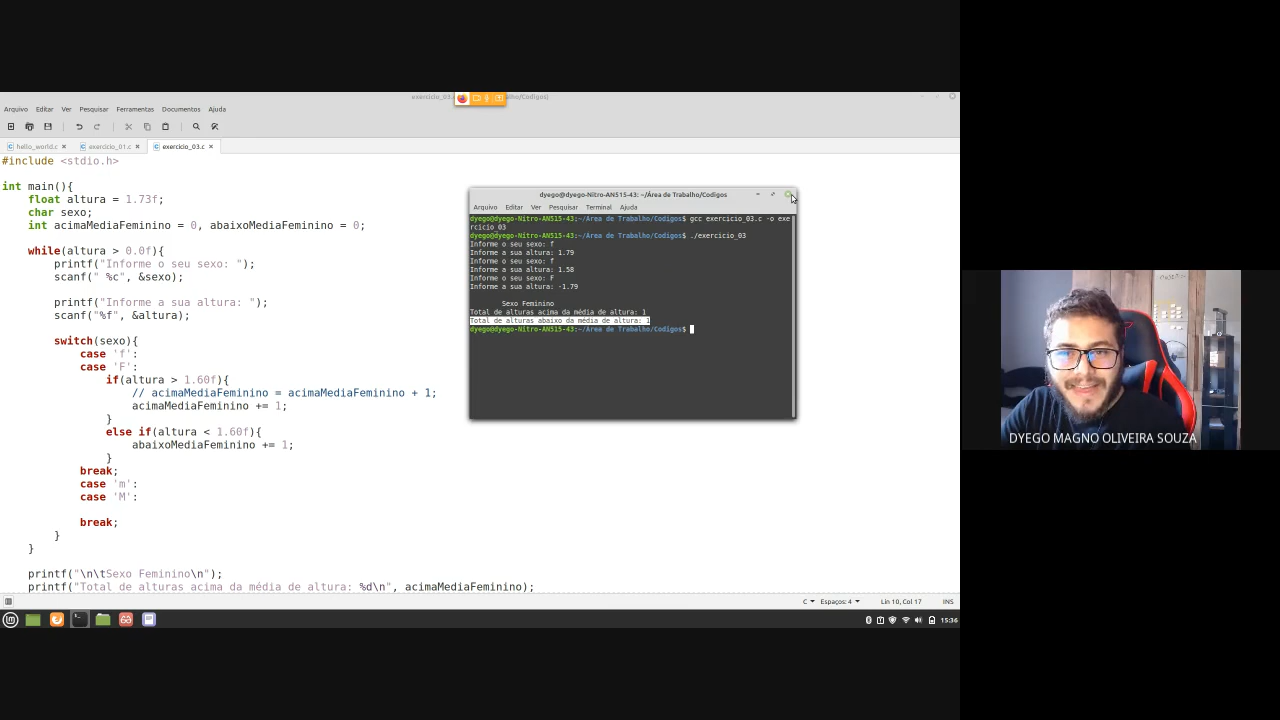 Arquivo Editar Ver Pesquisar Ferramentas Documentos Ajuda
hello_world.c exercicio_01.c exercicio_03.c
#include <stdio.h>
int main(){
float altura = 1.73f;
char sexo;
int acimaMediaFeminino = 0, abaixoMediaFeminino = 0;
while(altura > 0.0f){
printf("Informe o seu sexo: ");
scanf(" %c", &sexo);
printf("Informe a sua altura: ");
scanf("%f", &altura);
switch(sexo){
case 'f':
case 'F':
if(altura > 1.60f){
// acimaMediaFeminino = acimaMediaFeminino + 1;
acimaMediaFeminino += 1;
}
else if(altura < 1.60f){
abaixoMediaFeminino += 1;
}
break;
case 'm':
case 'M':
break;
}
}
printf("\n\tSexo Feminino\n");
printf("Total de alturas acima da média de altura: %d\n", acimaMediaFeminino);
C Espaços: 4 Lin 10, Col 17 INS
15:36
dyego@dyego-Nitro-AN515-43: ~/Área de Trabalho/Codigos
Arquivo Editar Ver Pesquisar Terminal Ajuda
dyego@dyego-Nitro-AN515-43:~/Área de Trabalho/Codigos$ gcc exercicio_03.c -o exe
rcicio_03
dyego@dyego-Nitro-AN515-43:~/Área de Trabalho/Codigos$ ./exercicio_03
Informe o seu sexo: f
Informe a sua altura: 1.79
Informe o seu sexo: f
Informe a sua altura: 1.58
Informe o seu sexo: F
Informe a sua altura: -1.79
Sexo Feminino
Total de alturas acima da média de altura: 1
Total de alturas abaixo da média de altura: 1
dyego@dyego-Nitro-AN515-43:~/Área de Trabalho/Codigos$
DYEGO MAGNO OLIVEIRA SOUZA